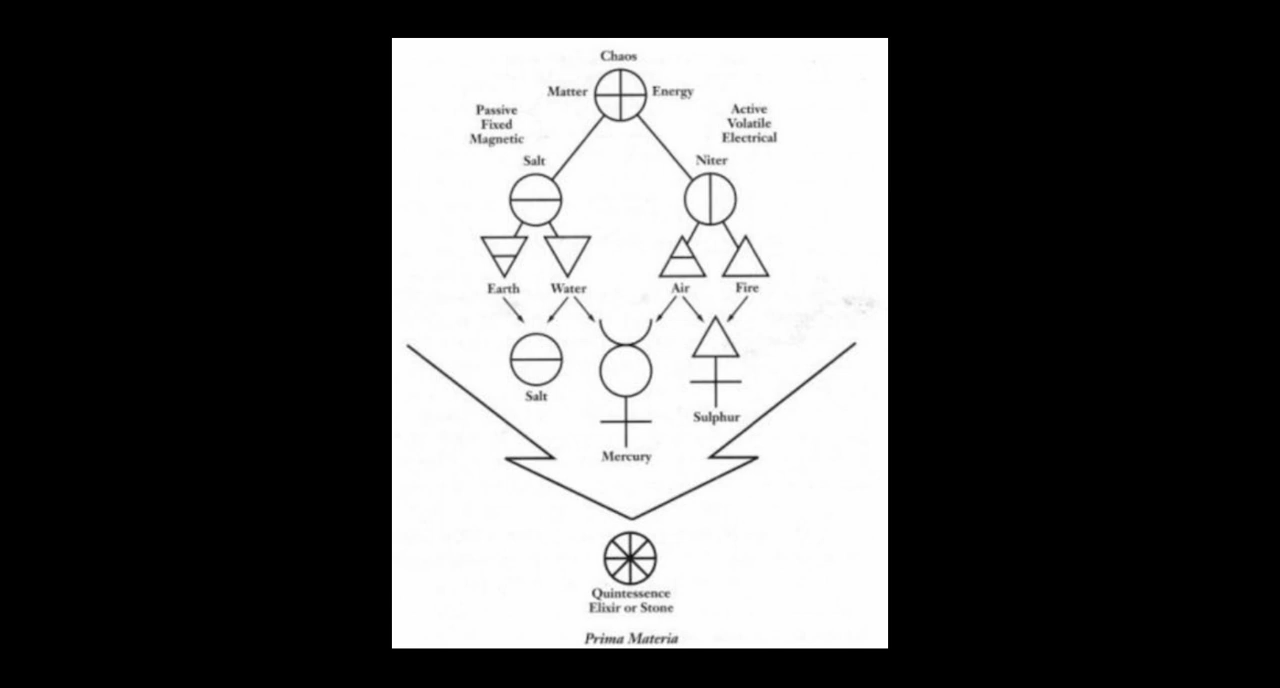 Chaos
Matter
Energy
Passive
Fixed
Magnetic
Active
Volatile
Electrical
Salt
Niter
Earth
Water
Air
Fire
Salt
Mercury
Sulphur
Quintessence
Elixir or Stone
Prima Materia